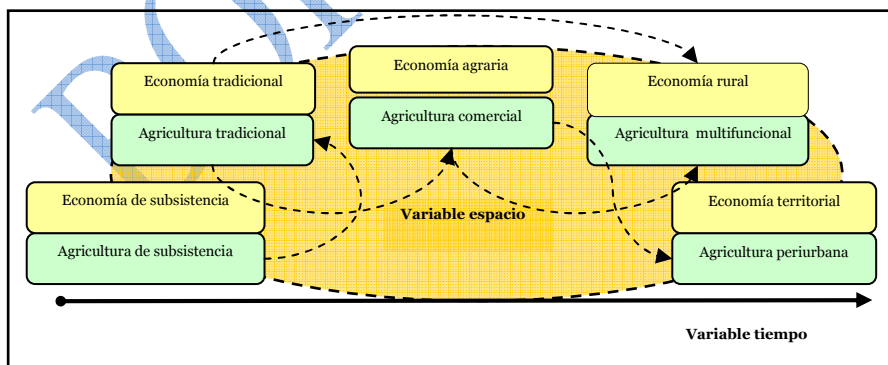 Economía tradicional
Agricultura tradicional
Economía agraria
Agricultura comercial
Economía rural
Agricultura multifuncional
Economía de subsistencia
Agricultura de subsistencia
Variable espacio
Economía territorial
Agricultura periurbana
Variable tiempo